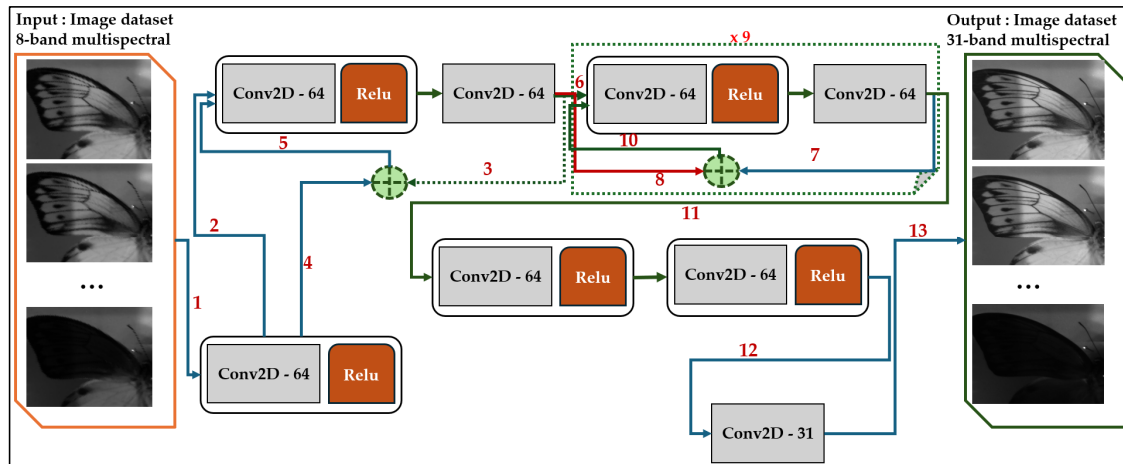 Input : Image dataset
8-band multispectral
Output : Image dataset
31-band multispectral
x 9
Conv2D - 64
Relu
Conv2D - 64
6
Conv2D - 64
Relu
Conv2D - 64
5
10
3
7
8
2
4
11
13
Conv2D - 64
Relu
Conv2D - 64
Relu
...
...
1
12
Conv2D - 64
Relu
Conv2D - 31